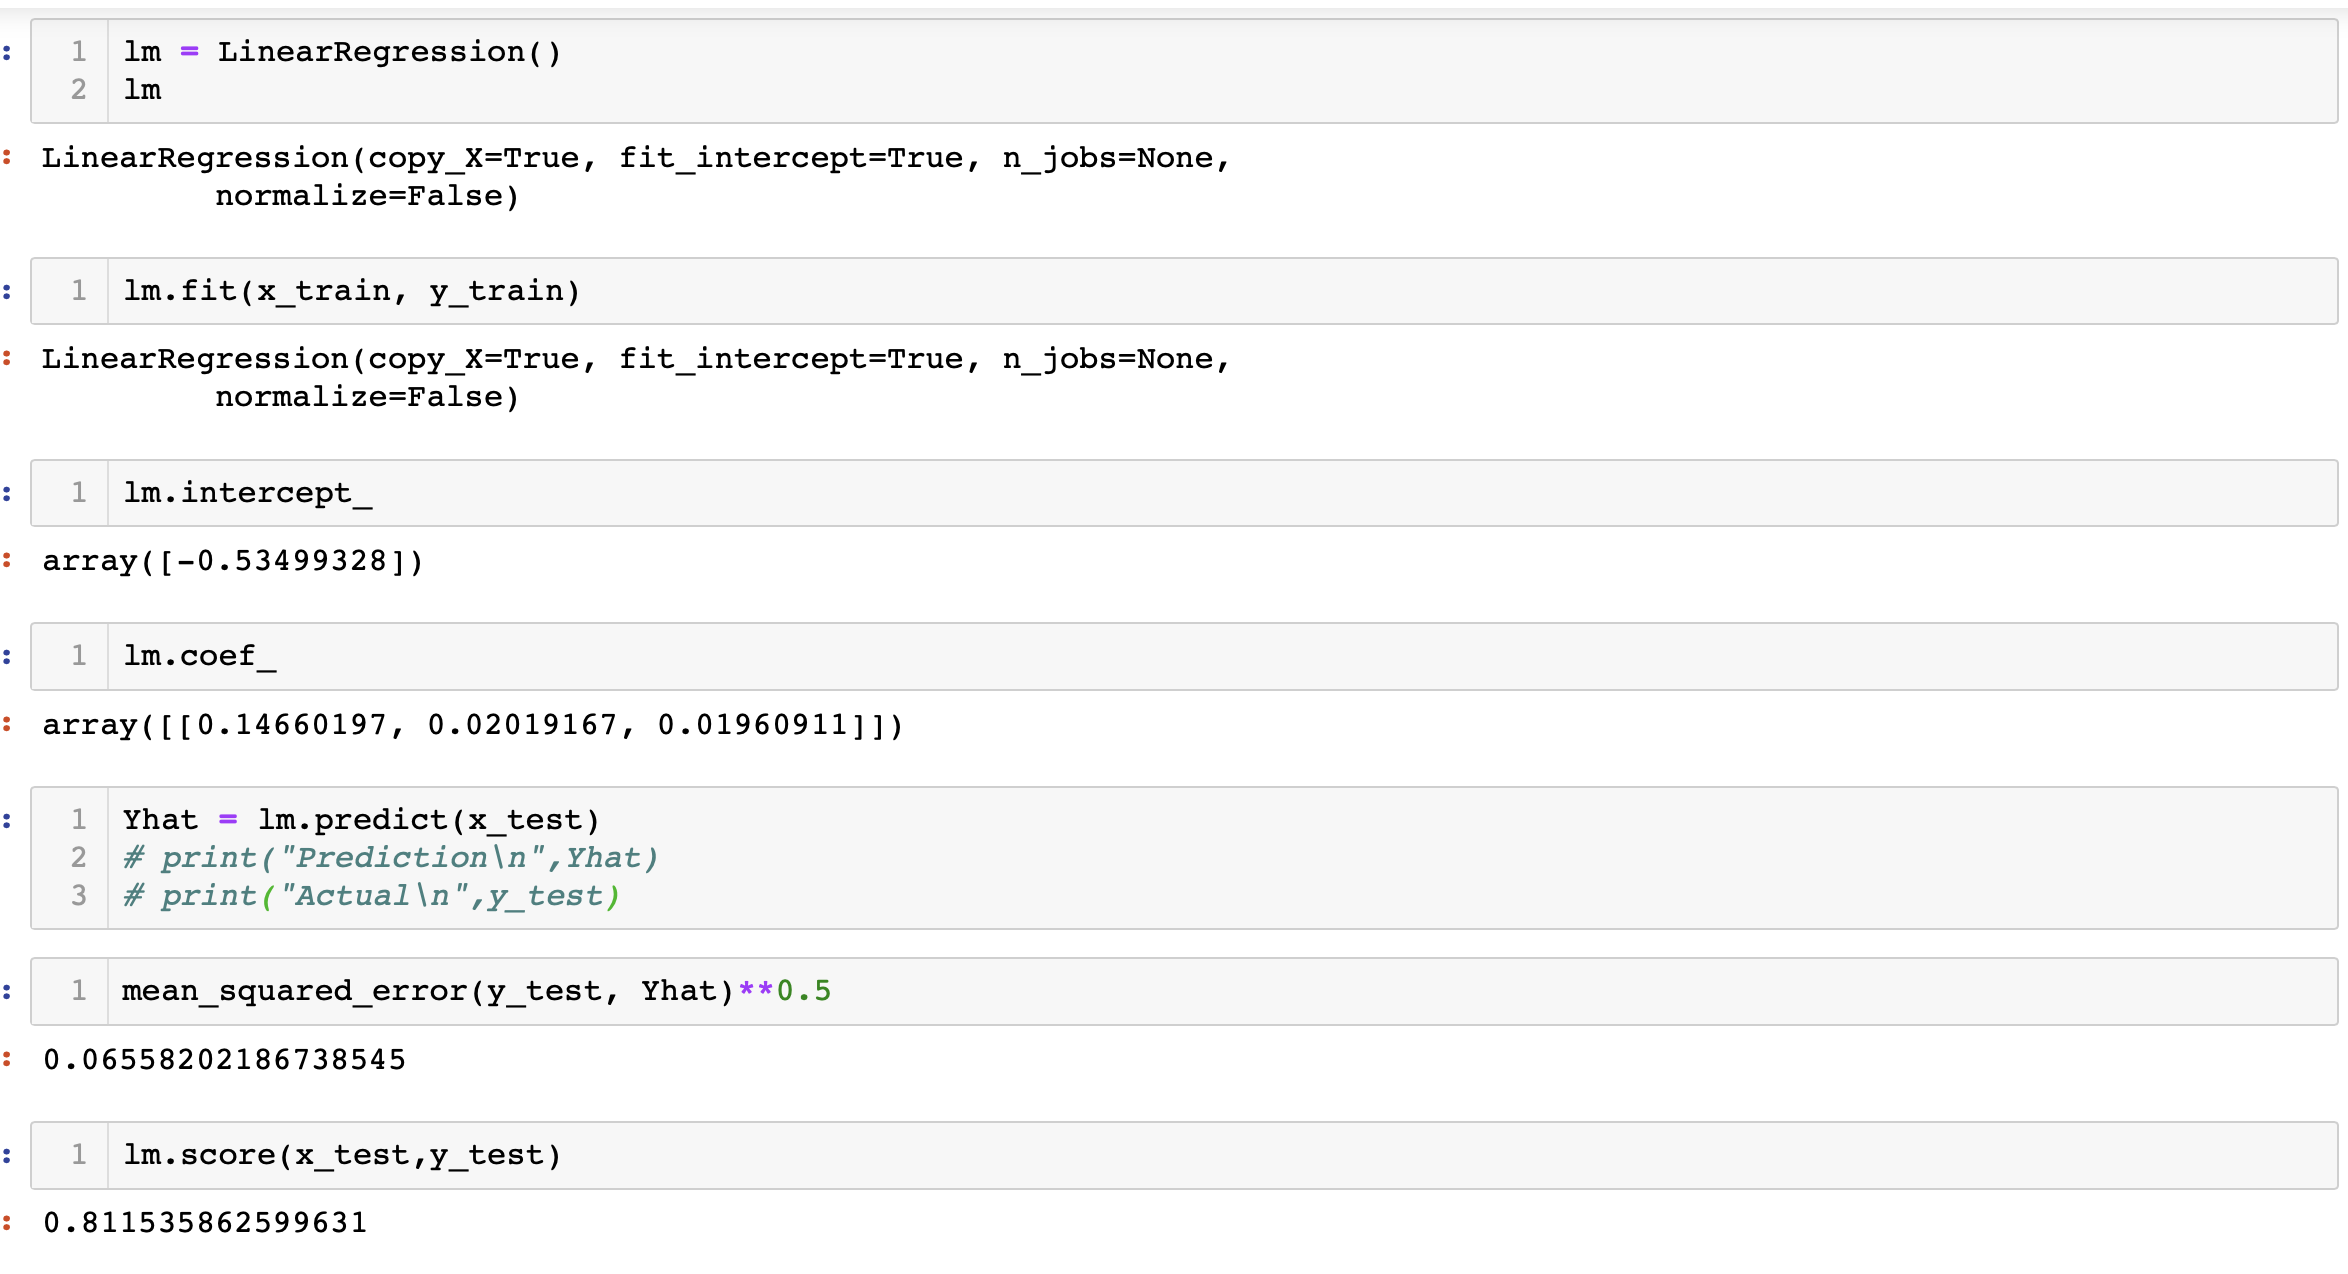 1 lm = LinearRegression()
2 lm
LinearRegression(copy_X=True, fit_intercept=True, n_jobs=None,
normalize=False)
1 lm.fit(x_train, y_train)
LinearRegression(copy_X=True, fit_intercept=True, n_jobs=None,
normalize=False)
1 lm.intercept_
array([-0.53499328])
1 lm.coef_
array([[0.14660197, 0.02019167, 0.01960911]])
1 Yhat = lm.predict(x_test)
2 # print("Prediction\n",Yhat)
3 # print("Actual\n",y_test)
1 mean_squared_error(y_test, Yhat)**0.5
0.06558202186738545
1 lm.score(x_test,y_test)
0.811535862599631